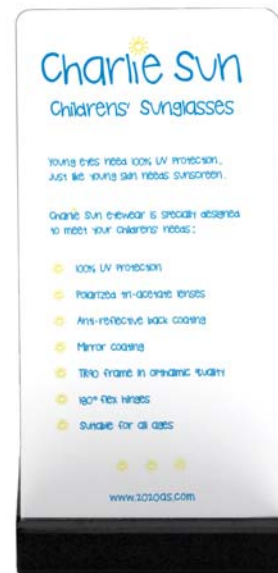 Charlie Sun
Childrens' Sunglasses
Young eyes need 100% UV Protection,
Just like young skin needs sunscreen.
Charlie Sun eyewear is specially designed
to meet your childrens' needs:
100% UV Protection
Polarized tri-acetate lenses
Anti-reflective back coating
Mirror coating
TR90 frame in opthalmic quality
180° flex hinges
Suitable for all ages
www.2020as.com